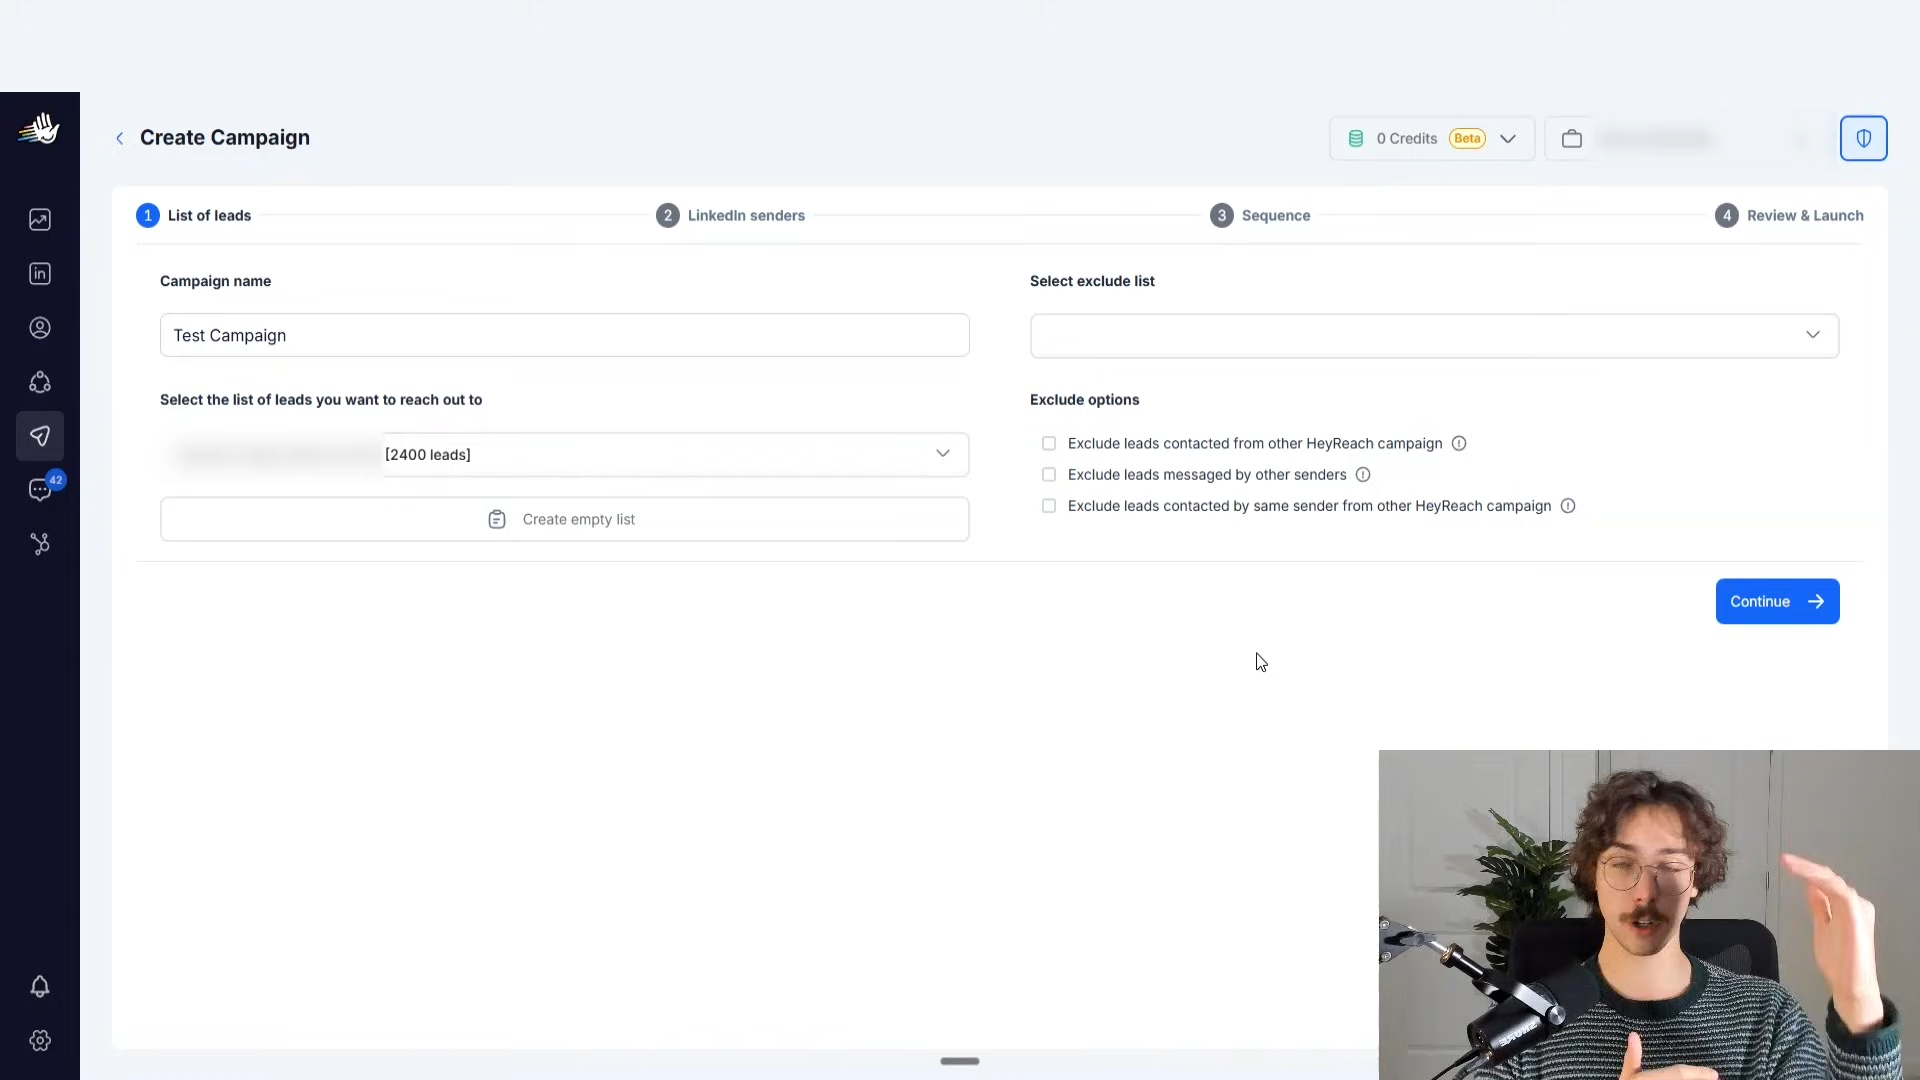 Create Campaign
0 Credits Beta
1 List of leads
2 LinkedIn senders
3 Sequence
4 Review & Launch
Campaign name
Test Campaign
Select the list of leads you want to reach out to
[2400 leads]
Create empty list
Select exclude list
Exclude options
Exclude leads contacted from other HeyReach campaign
Exclude leads messaged by other senders
Exclude leads contacted by same sender from other HeyReach campaign
Continue
in
42